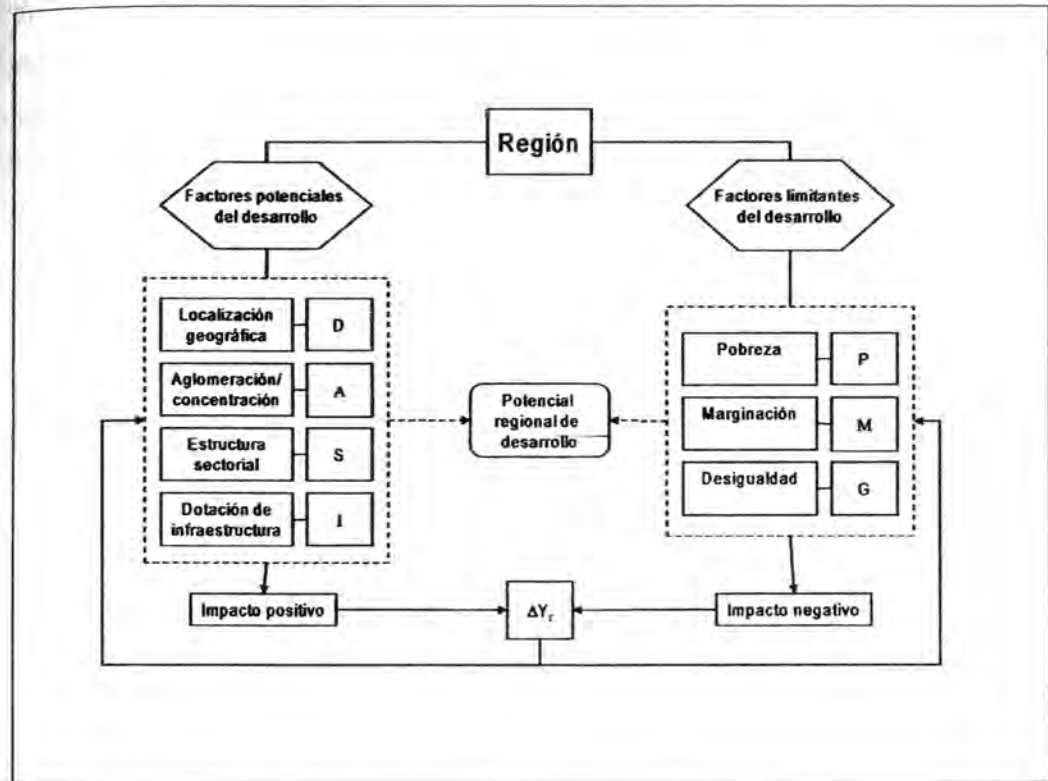 Región
Factores potenciales
del desarrollo
Factores limitantes
del desarrollo
Localización
geográfica
D
Aglomeración/
concentración
A
Estructura
sectorial
S
Dotación de
infraestructura
I
Potencial
regional de
desarrollo
Pobreza
P
Marginación
M
Desigualdad
G
Impacto positivo
ΔYr
Impacto negativo